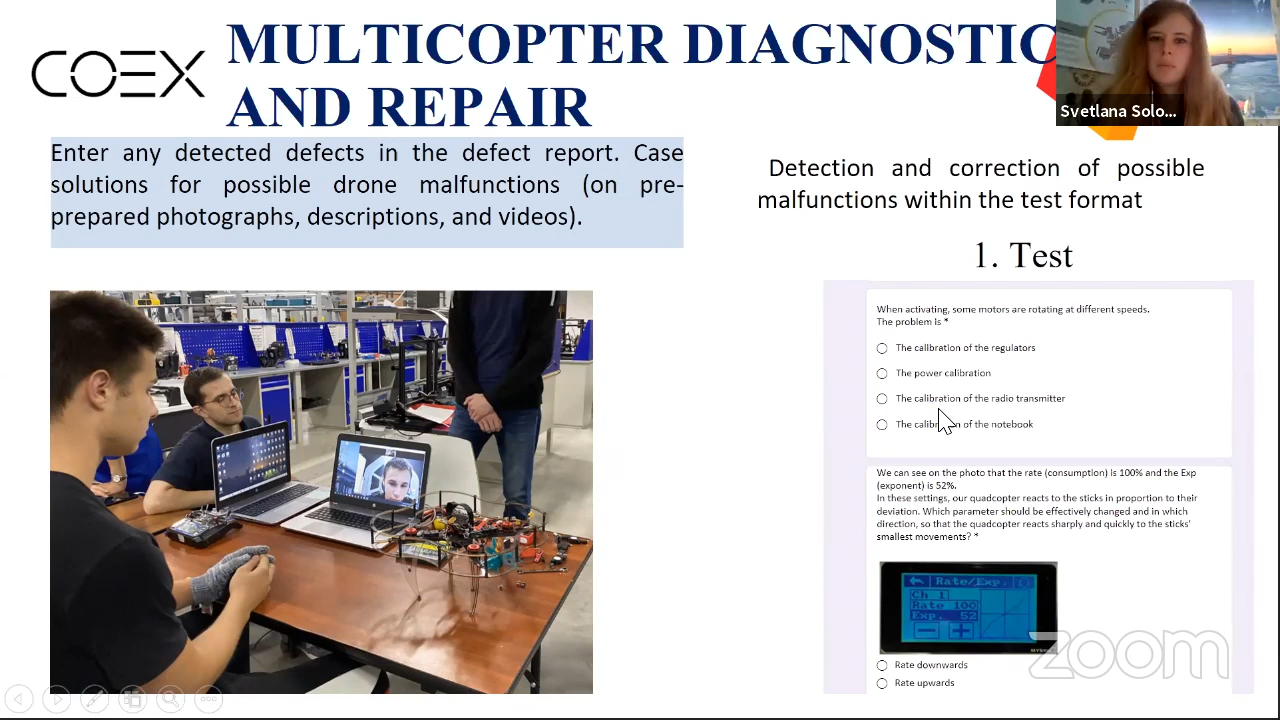 COEX
MULTICOPTER DIAGNOSTIC
AND REPAIR
Svetlana Solo...
Enter any detected defects in the defect report. Case
solutions for possible drone malfunctions (on pre-
prepared photographs, descriptions, and videos).
Detection and correction of possible
malfunctions within the test format
1. Test
When activating, some motors are rotating at different speeds.
The problem is *
The calibration of the regulators
The power calibration
The calibration of the radio transmitter
The calibration of the notebook
We can see on the photo that the rate (consumption) is 100% and the Exp
(exponent) is 52%.
In these settings, our quadcopter reacts to the sticks in proportion to their
deviation. Which parameter should be effectively changed and in which
direction, so that the quadcopter reacts sharply and quickly to the sticks'
smallest movements? *
Rate/Exp.
Ch 1
Rate 100
Exp. 52
Rate downwards
Rate upwards
zoom